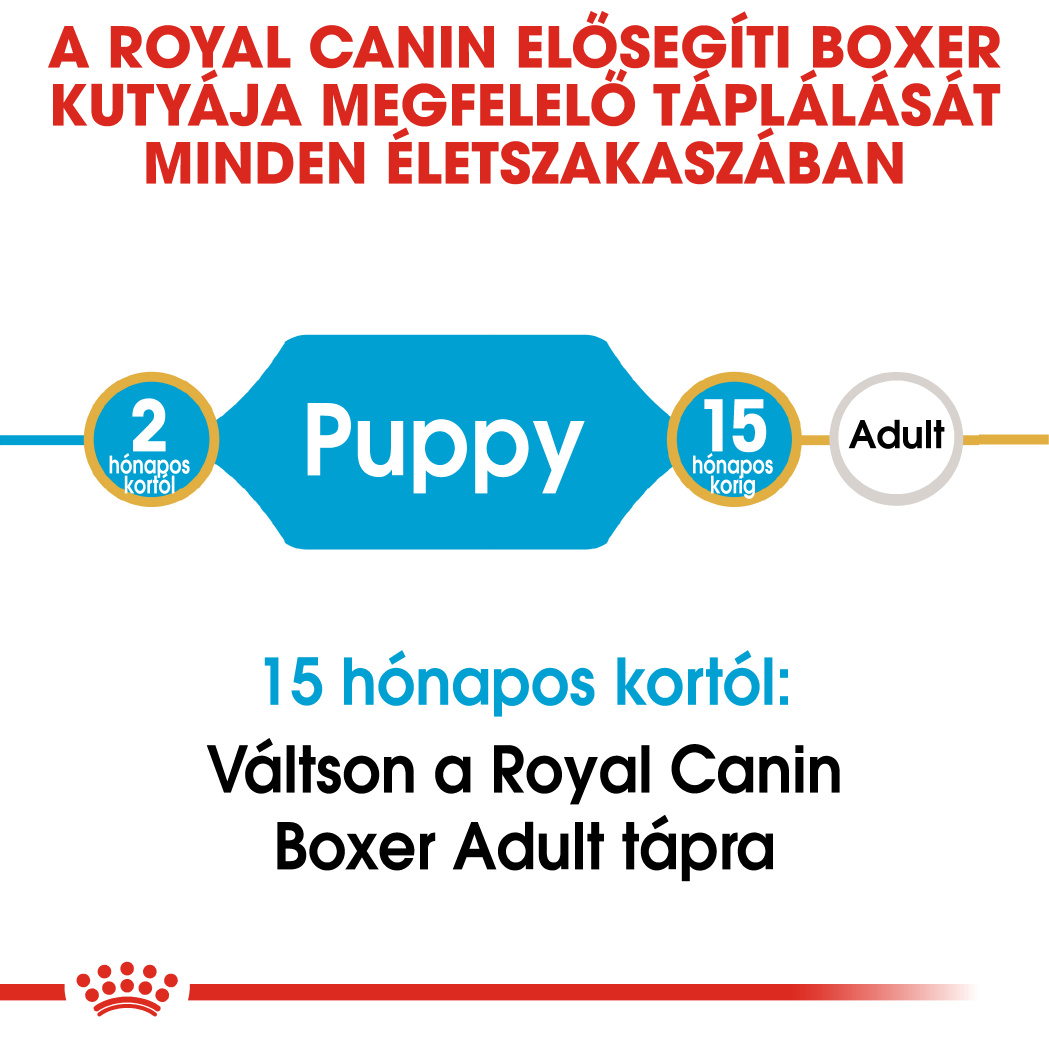 A ROYAL CANIN ELŐSEGÍTI BOXER
KUTYÁJA MEGFELELŐ TÁPLÁLÁSÁT
MINDEN ÉLETSZAKASZÁBAN
2
hónapos
kortól
Puppy
15
hónapos
korig
Adult
15 hónapos kortól:
Váltson a Royal Canin
Boxer Adult tápra